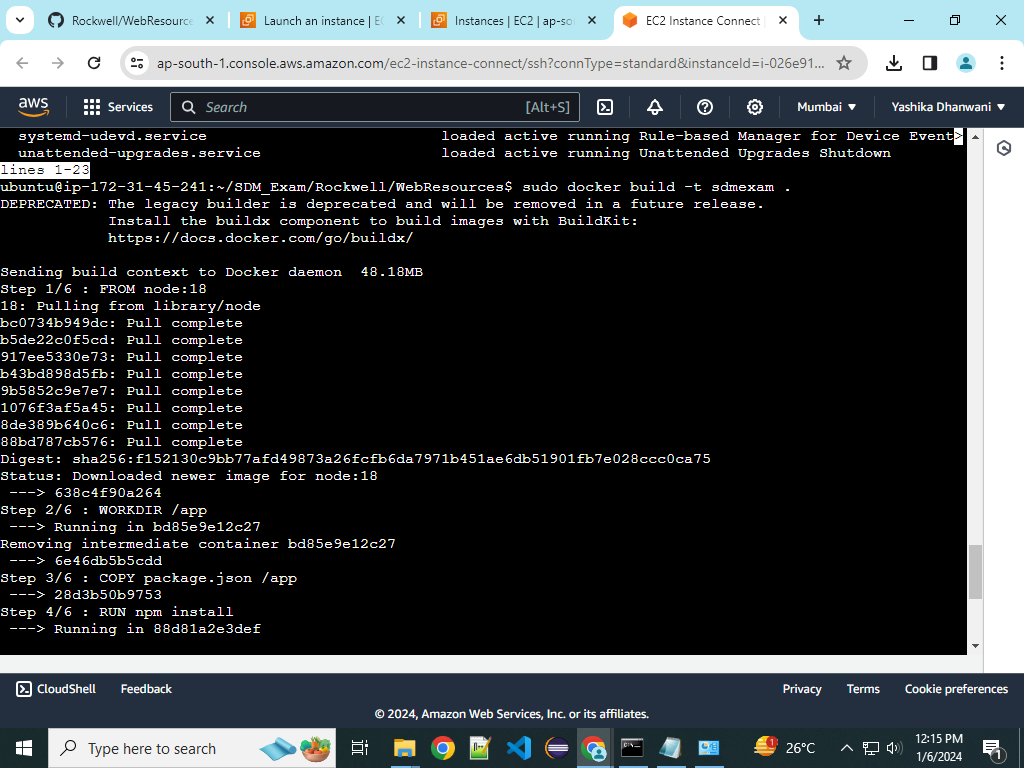 Rockwell/WebResource
Launch an instance | EC
Instances | EC2 | ap-so
EC2 Instance Connect
ap-south-1.console.aws.amazon.com/ec2-instance-connect/ssh?connType=standard&instanceId=i-026e91...
aws
Services
Search
[Alt+S]
Mumbai
Yashika Dhanwani
systemd-udevd.service loaded active running Rule-based Manager for Device Event>
unattended-upgrades.service loaded active running Unattended Upgrades Shutdown
lines 1-23
ubuntu@ip-172-31-45-241:~/SDM_Exam/Rockwell/WebResources$ sudo docker build -t sdmexam .
DEPRECATED: The legacy builder is deprecated and will be removed in a future release.
Install the buildx component to build images with BuildKit:
https://docs.docker.com/go/buildx/
Sending build context to Docker daemon 48.18MB
Step 1/6 : FROM node:18
18: Pulling from library/node
bc0734b949dc: Pull complete
b5de22c0f5cd: Pull complete
917ee5330e73: Pull complete
b43bd898d5fb: Pull complete
9b5852c9e7e7: Pull complete
1076f3af5a45: Pull complete
8de389b640c6: Pull complete
88bd787cb576: Pull complete
Digest: sha256:f152130c9bb77afd49873a26fcfb6da7971b451ae6db51901fb7e028ccc0ca75
Status: Downloaded newer image for node:18
---> 638c4f90a264
Step 2/6 : WORKDIR /app
---> Running in bd85e9e12c27
Removing intermediate container bd85e9e12c27
---> 6e46db5b5cdd
Step 3/6 : COPY package.json /app
---> 28d3b50b9753
Step 4/6 : RUN npm install
---> Running in 88d81a2e3def
CloudShell
Feedback
Privacy
Terms
Cookie preferences
© 2024, Amazon Web Services, Inc. or its affiliates.
Type here to search
1
26°C
12:15 PM
1/6/2024
1